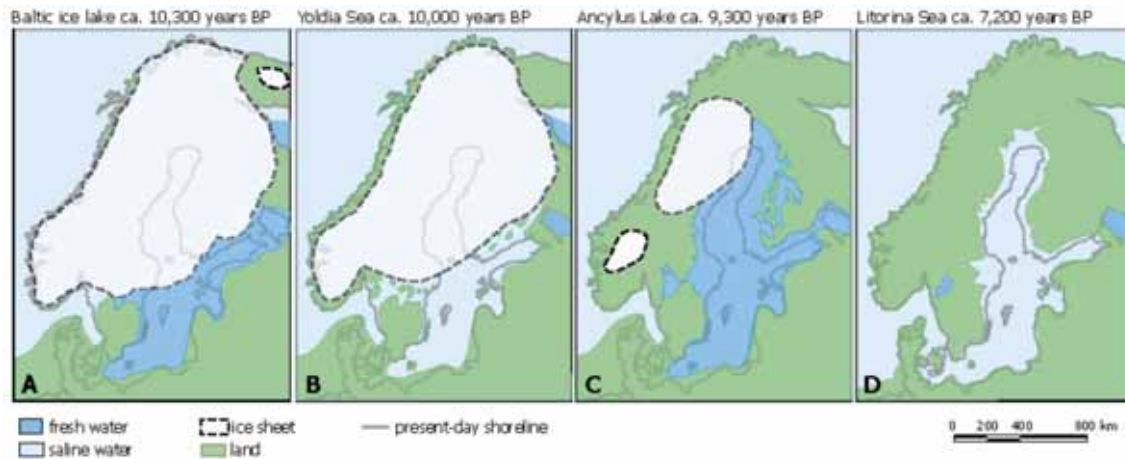 Baltic ice lake ca. 10,300 years BP
Yoldia Sea ca. 10,000 years BP
Ancylus Lake ca. 9,300 years BP
Litorina Sea ca. 7,200 years BP
A
B
C
D
fresh water
ice sheet
present-day shoreline
saline water
land
0 200 400 800 km